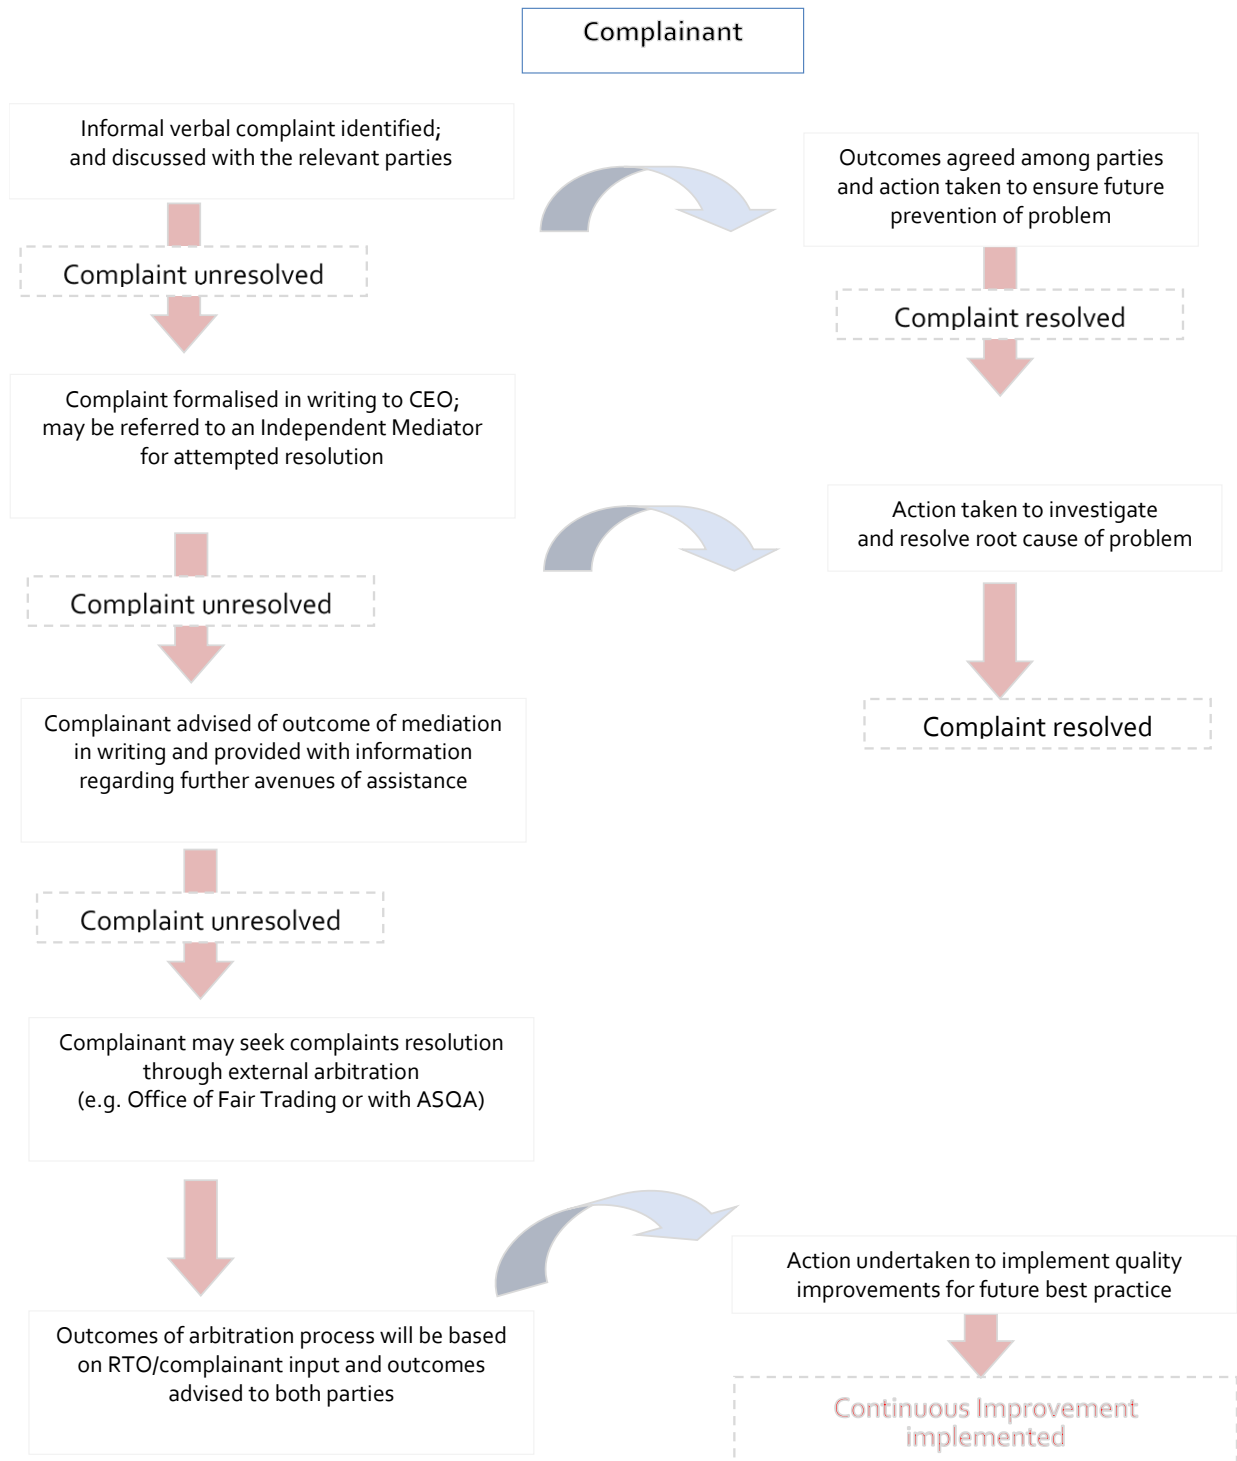 Complainant
Informal verbal complaint identified;
and discussed with the relevant parties
Outcomes agreed among parties
and action taken to ensure future
prevention of problem
Complaint unresolved
Complaint resolved
Complaint formalised in writing to CEO;
may be referred to an Independent Mediator
for attempted resolution
Action taken to investigate
and resolve root cause of problem
Complaint unresolved
Complainant advised of outcome of mediation
in writing and provided with information
regarding further avenues of assistance
Complaint resolved
Complaint unresolved
Complainant may seek complaints resolution
through external arbitration
(e.g. Office of Fair Trading or with ASQA)
Action undertaken to implement quality
improvements for future best practice
Outcomes of arbitration process will be based
on RTO/complainant input and outcomes
advised to both parties
Continuous Improvement
implemented